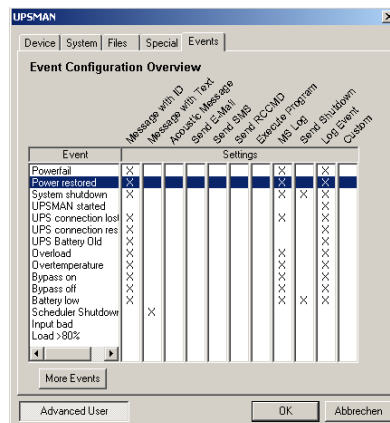 UPSMAN
Device System Files Special Events
Event Configuration Overview
Message with ID
Message with Text
Acoustic Message
Send E-Mail
Send SMS
Send RCCMD
Execute Program
MS Log
Send Shutdown
Log Event
Custom
Event Settings
Powerfail X X X
Power restored X X X
System shutdown X X X X
UPSMAN started X
UPS connection lost X X X
UPS connection res X X
UPS Battery Old X X
Overload X X X
Overtemperature X X X
Bypass on X X X
Bypass off X X X
Battery low X X X X
Scheduler Shutdown X
Input bad
Load >80%
More Events
Advanced User OK Abbrechen